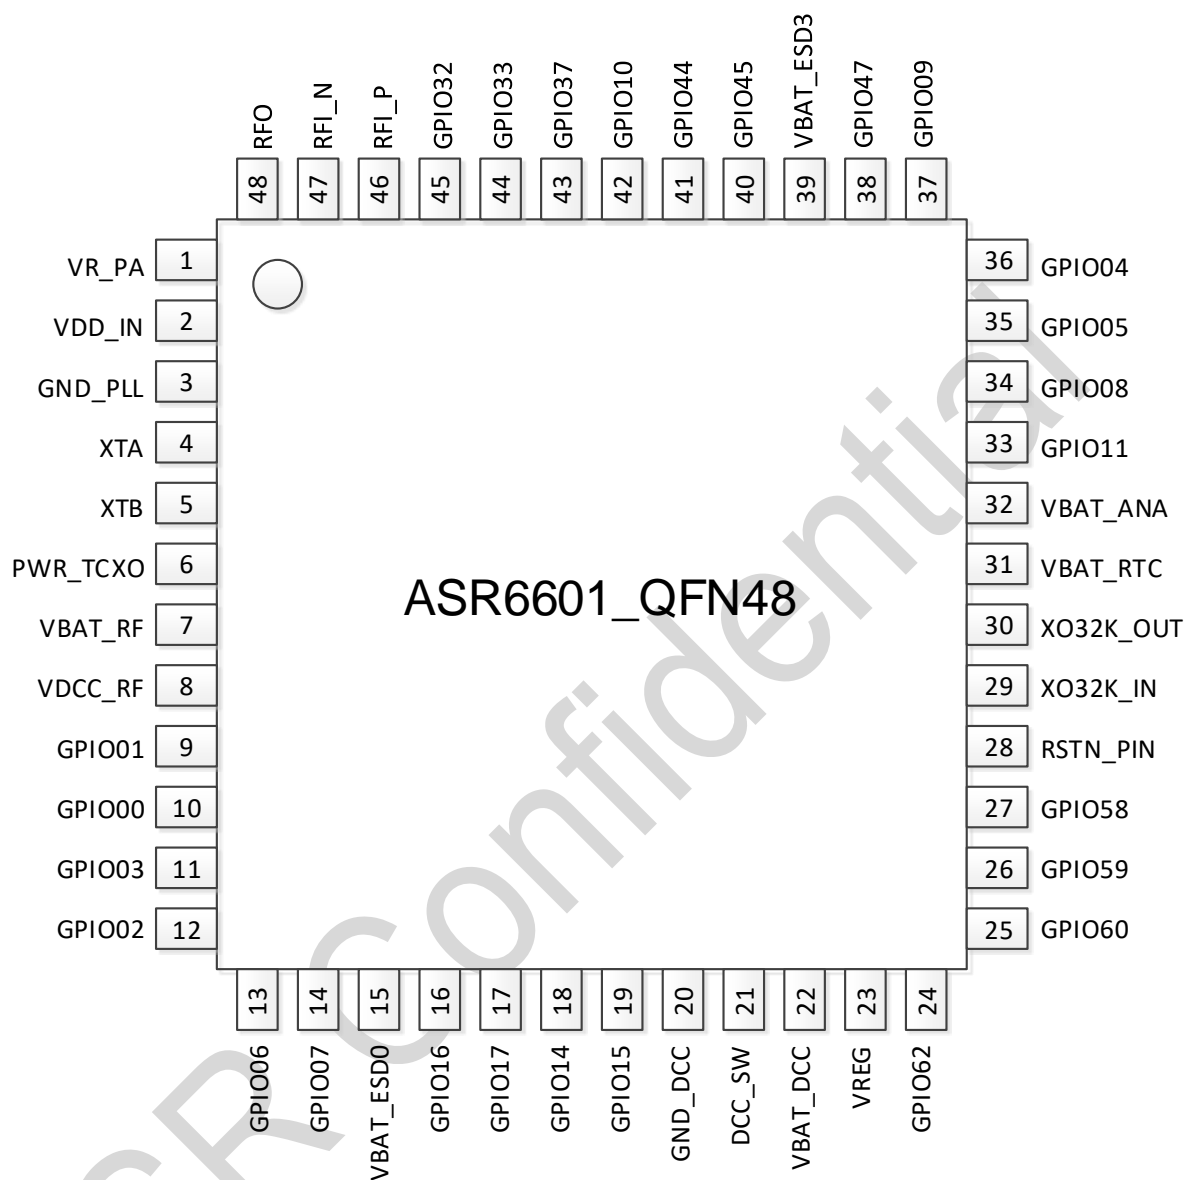 RFO
RFI_N
RFI_P
GPIO32
GPIO33
GPIO37
GPIO10
GPIO44
GPIO45
VBAT_ESD3
GPIO47
GPIO09
48
47
46
45
44
43
42
41
40
39
38
37
VR_PA 1
VDD_IN 2
GND_PLL 3
XTA 4
XTB 5
PWR_TCXO 6
VBAT_RF 7
VDCC_RF 8
GPIO01 9
GPIO00 10
GPIO03 11
GPIO02 12
ASR6601_QFN48
36 GPIO04
35 GPIO05
34 GPIO08
33 GPIO11
32 VBAT_ANA
31 VBAT_RTC
30 XO32K_OUT
29 XO32K_IN
28 RSTN_PIN
27 GPIO58
26 GPIO59
25 GPIO60
13
14
15
16
17
18
19
20
21
22
23
24
GPIO06
GPIO07
VBAT_ESD0
GPIO16
GPIO17
GPIO14
GPIO15
GND_DCC
DCC_SW
VBAT_DCC
VREG
GPIO62
SR Confidential